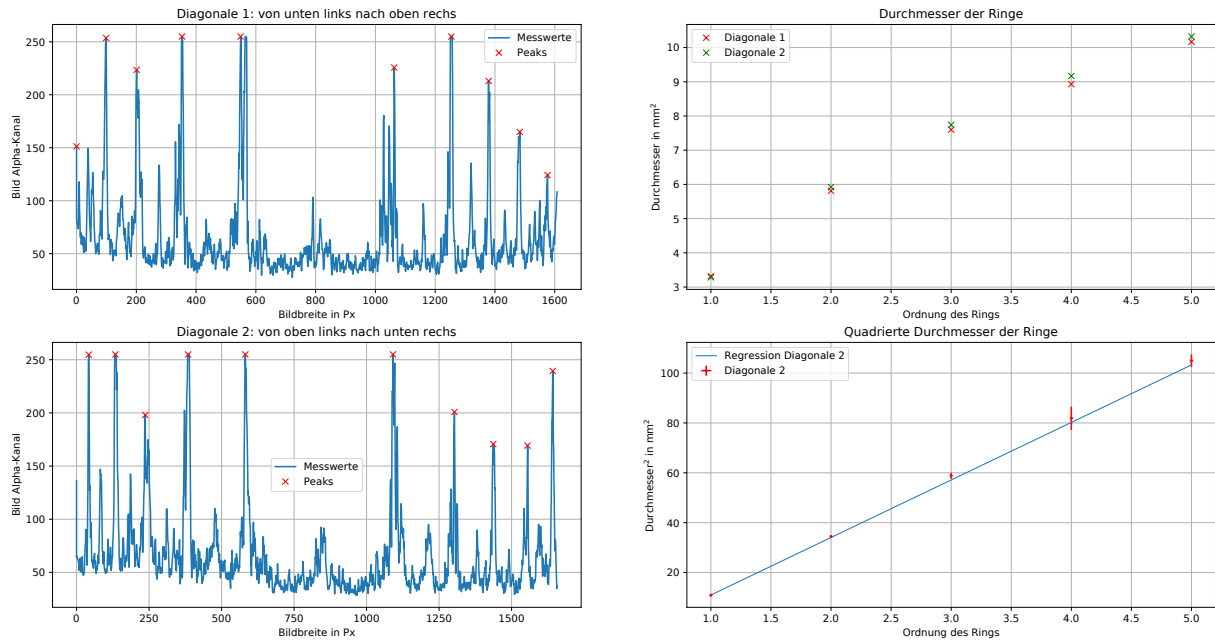 Diagonale 1: von unten links nach oben rechs
Bild Alpha-Kanal
250
200
150
100
50
Messwerte
Peaks
0 200 400 600 800 1000 1200 1400 1600
Bildbreite in Px
Durchmesser der Ringe
Durchmesser in mm²
10
9
8
7
6
5
4
3
Diagonale 1
Diagonale 2
1.0 1.5 2.0 2.5 3.0 3.5 4.0 4.5 5.0
Ordnung des Rings
Diagonale 2: von oben links nach unten rechs
Bild Alpha-Kanal
250
200
150
100
50
Messwerte
Peaks
0 250 500 750 1000 1250 1500
Bildbreite in Px
Quadrierte Durchmesser der Ringe
Durchmesser² in mm²
100
80
60
40
20
Regression Diagonale 2
Diagonale 2
1.0 1.5 2.0 2.5 3.0 3.5 4.0 4.5 5.0
Ordnung des Rings